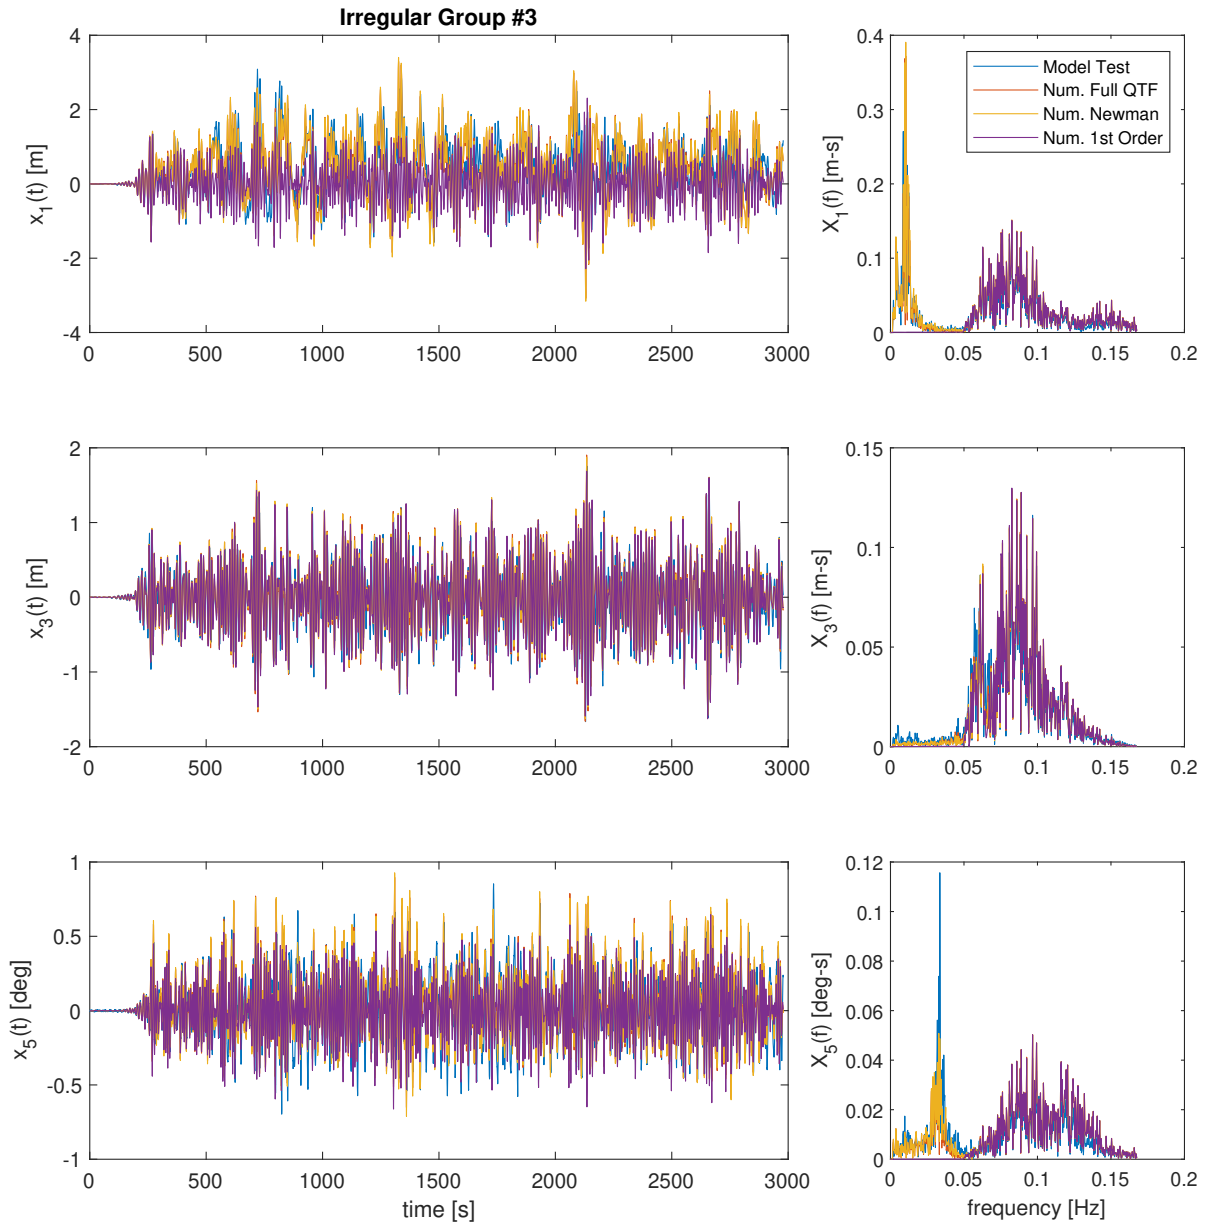 Irregular Group #3
4
2
0
-2
-4
x1(t) [m]
0 500 1000 1500 2000 2500 3000
0.4
0.3
0.2
0.1
0
X1(f) [m-s]
0 0.05 0.1 0.15 0.2
Model Test
Num. Full QTF
Num. Newman
Num. 1st Order
2
1
0
-1
-2
x3(t) [m]
0 500 1000 1500 2000 2500 3000
0.15
0.1
0.05
0
X3(f) [m-s]
0 0.05 0.1 0.15 0.2
1
0.5
0
-0.5
-1
x5(t) [deg]
0 500 1000 1500 2000 2500 3000
time [s]
0.12
0.1
0.08
0.06
0.04
0.02
0
X5(f) [deg-s]
0 0.05 0.1 0.15 0.2
frequency [Hz]